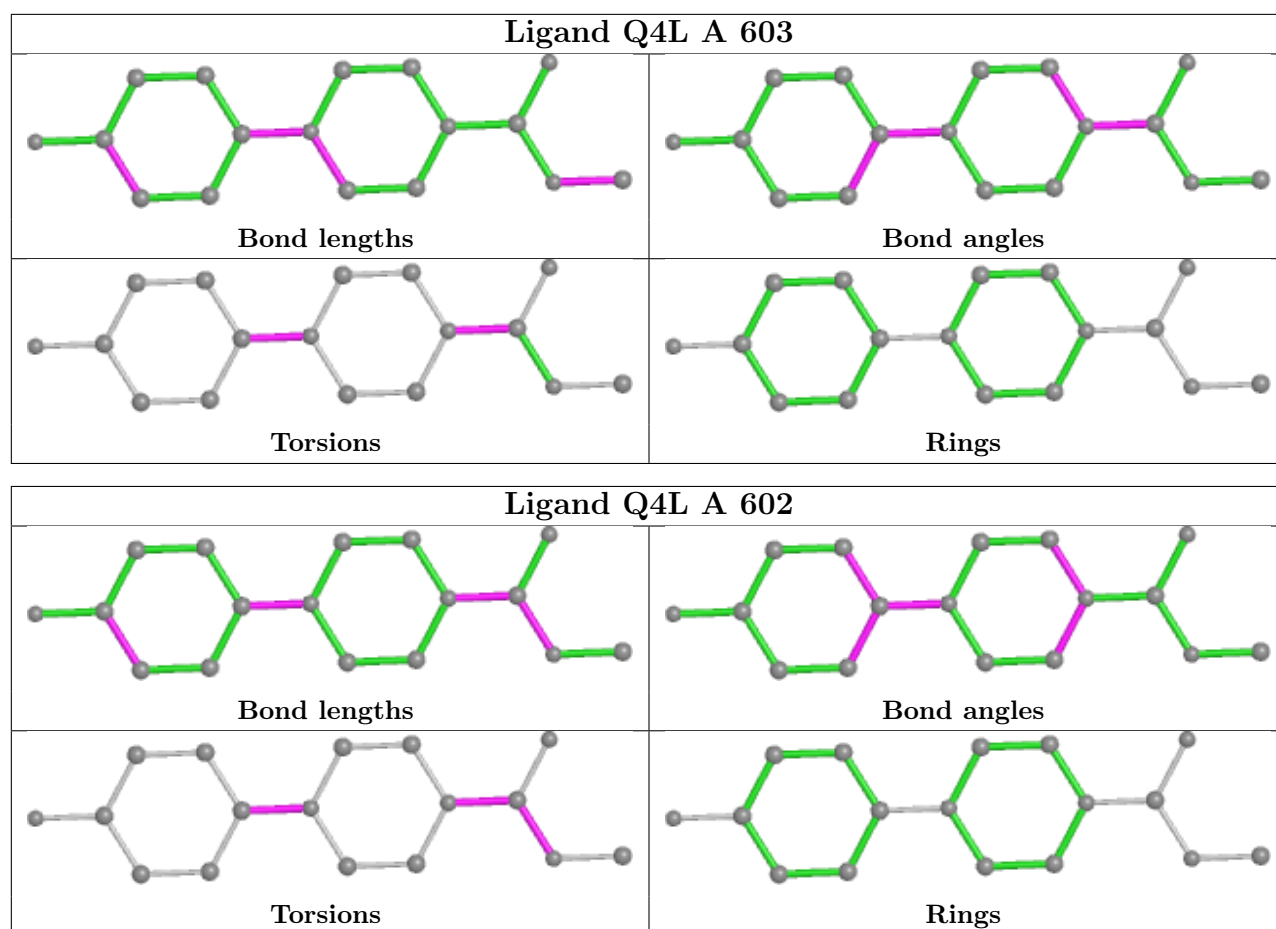 Ligand Q4L A 603
Bond lengths
Bond angles
Torsions
Rings
Ligand Q4L A 602
Bond lengths
Bond angles
Torsions
Rings